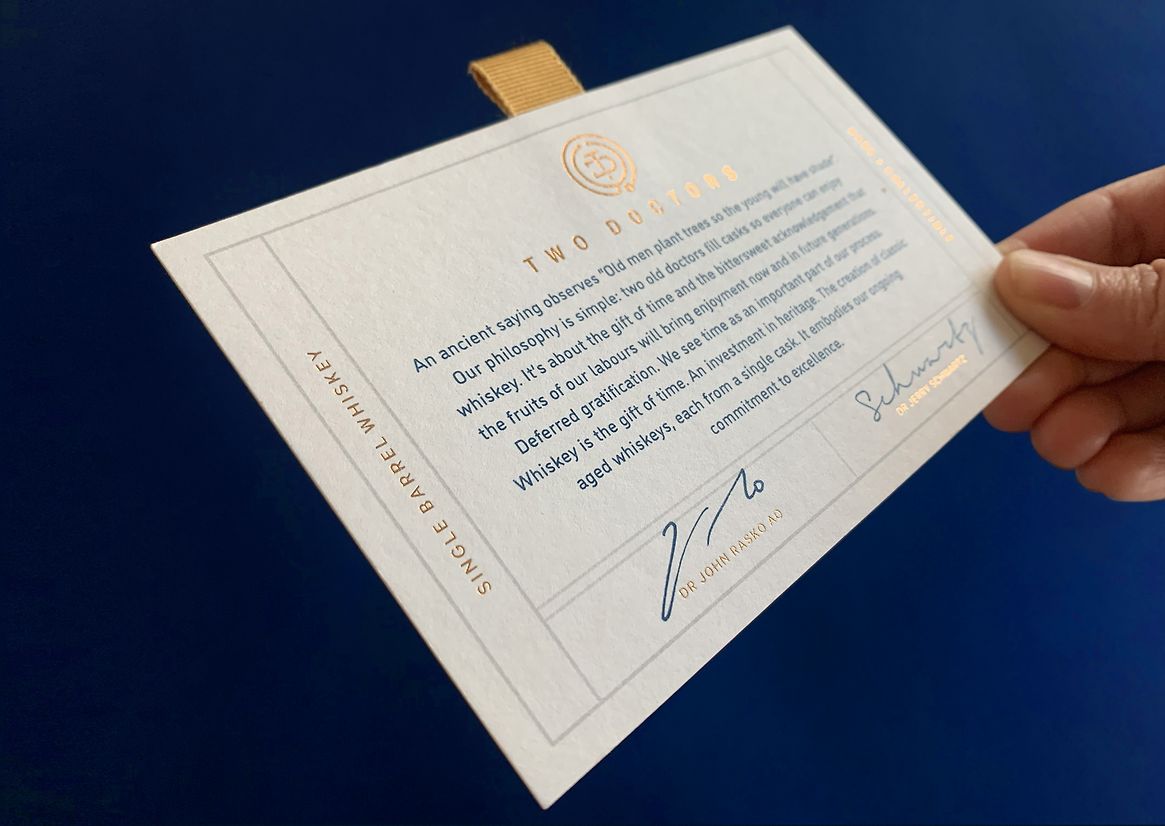 TWO DOCTORS
An ancient saying observes "Old men plant trees so the young will have shade"
Our philosophy is simple: two old doctors fill casks so everyone can enjoy
whiskey. It's about the gift of time and the bittersweet acknowledgement that
the fruits of our labours will bring enjoyment now and in future generations.
Deferred gratification. We see time as an important part of our process.
Whiskey is the gift of time. An investment in heritage. The creation of classic
aged whiskeys, each from a single cask. It embodies our ongoing
commitment to excellence.
SINGLE BARREL WHISKEY
DR JOHN RASKO AO
Schwartz
DR JERRY SCHWARTZ